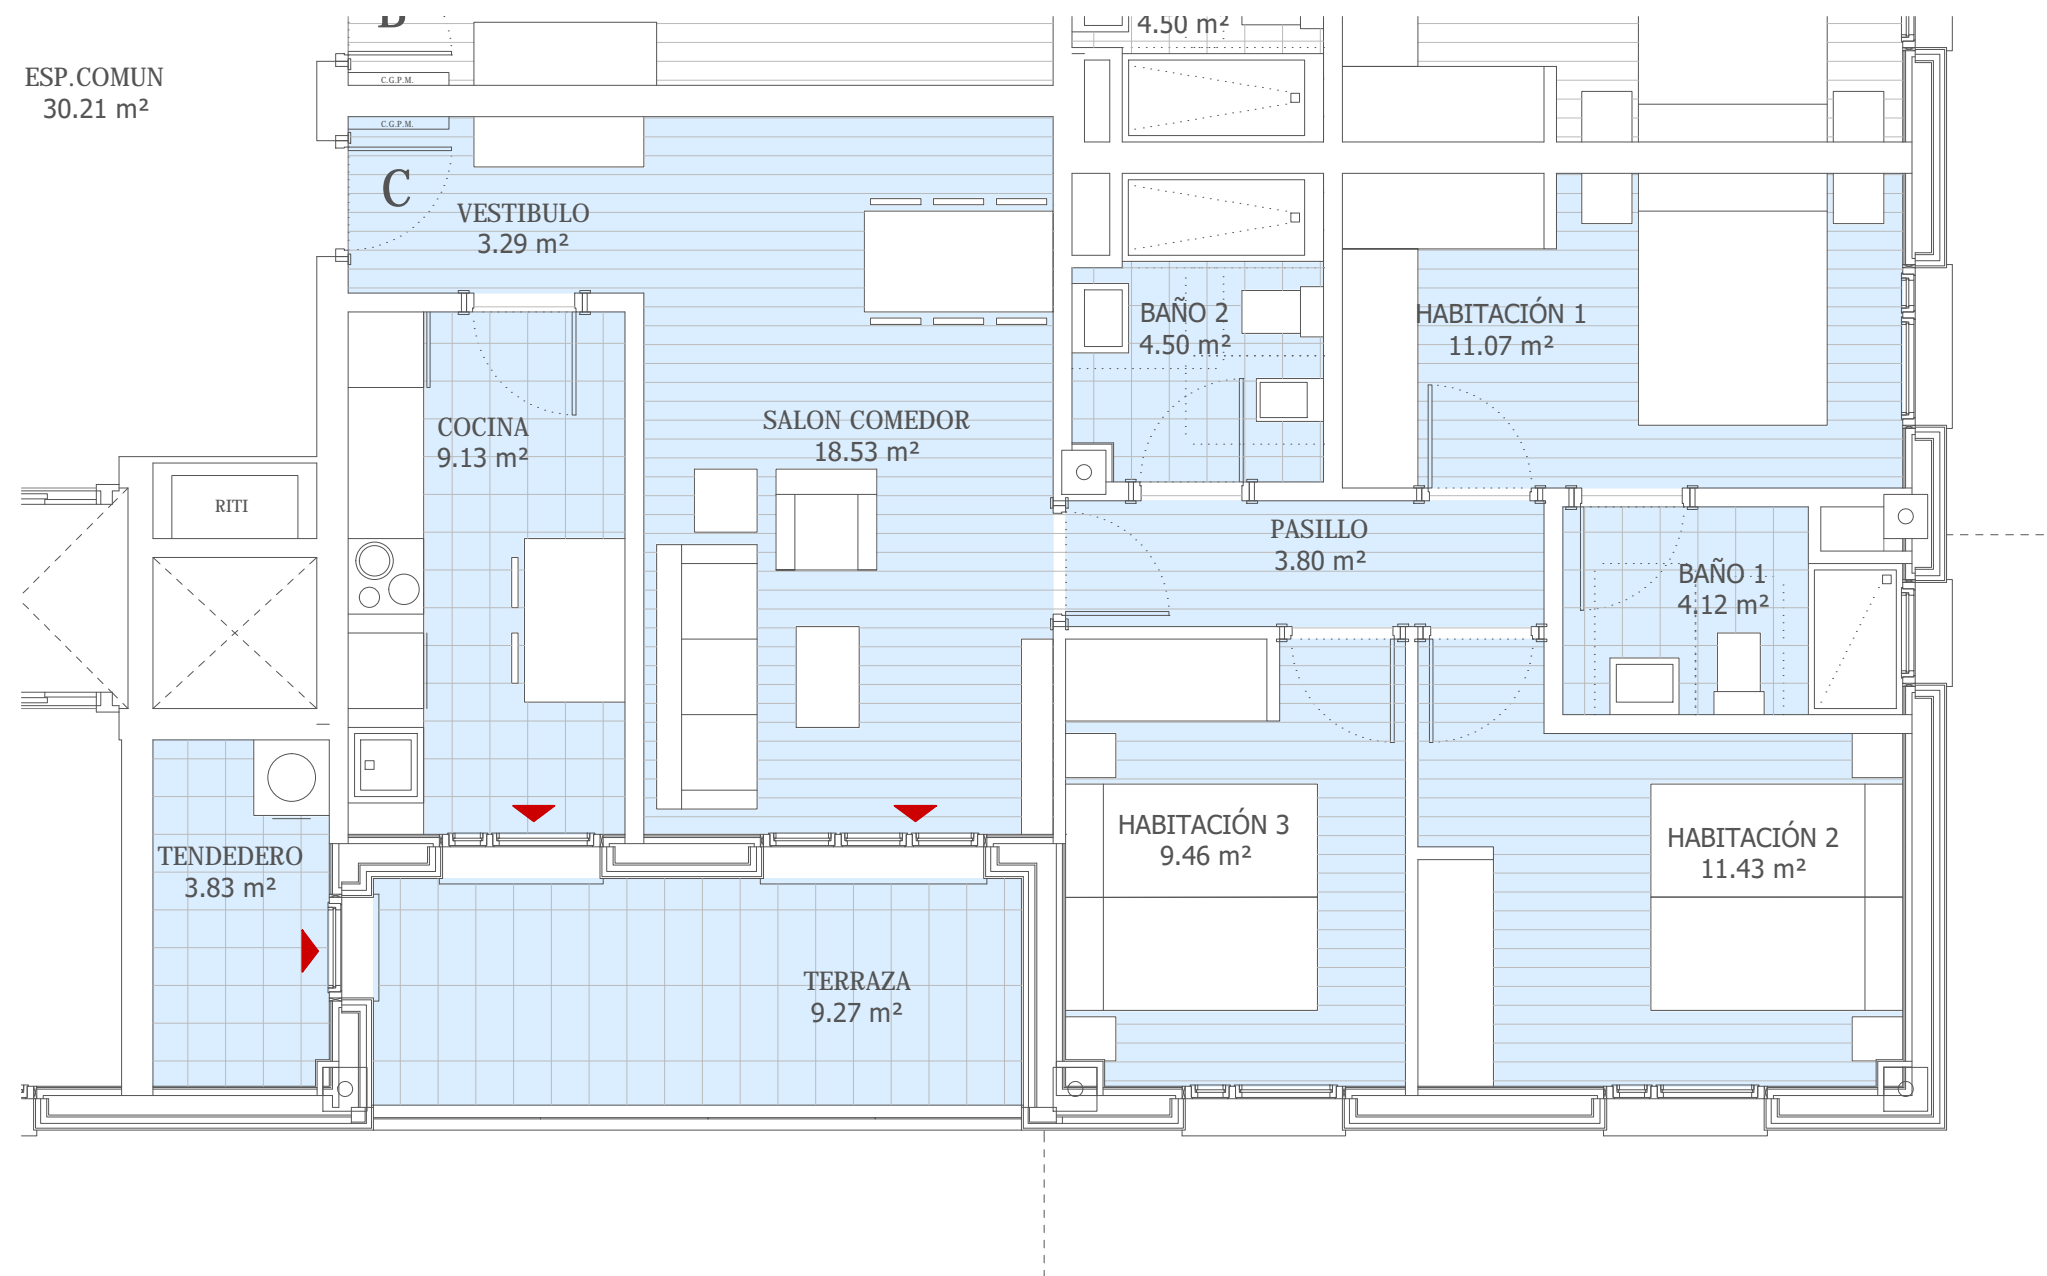 4.50 m²
ESP.COMUN
30.21 m²
C.G.P.M.
C.G.P.M.
C
VESTIBULO
3.29 m²
BAÑO 2
4.50 m²
HABITACIÓN 1
11.07 m²
COCINA
9.13 m²
SALON COMEDOR
18.53 m²
RITI
PASILLO
3.80 m²
BAÑO 1
4.12 m²
TENDEDERO
3.83 m²
HABITACIÓN 3
9.46 m²
HABITACIÓN 2
11.43 m²
TERRAZA
9.27 m²